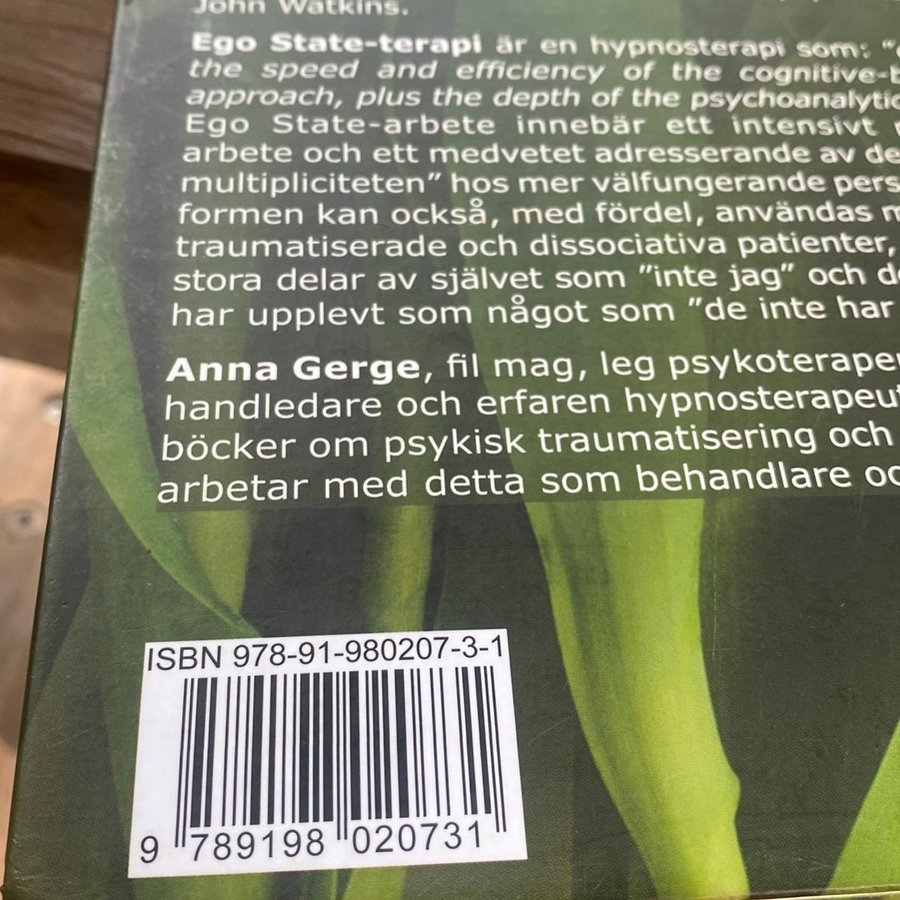 John Watkins.
Ego State-terapi är en hypnosterapi som: "
the speed and efficiency of the cognitive-b
approach, plus the depth of the psychoanalytic
Ego State-arbete innebär ett intensivt
arbete och ett medvetet adresserande av de
multipliciteten" hos mer välfungerande pers
formen kan också, med fördel, användas m
traumatiserade och dissociativa patienter,
stora delar av självet som "inte jag" och de
har upplevt som något som "de inte har
Anna Gerge, fil mag, leg psykoterapeu
handledare och erfaren hypnosterapeut
böcker om psykisk traumatisering och
arbetar med detta som behandlare oc
ISBN 978-91-980207-3-1
9 789198 020731